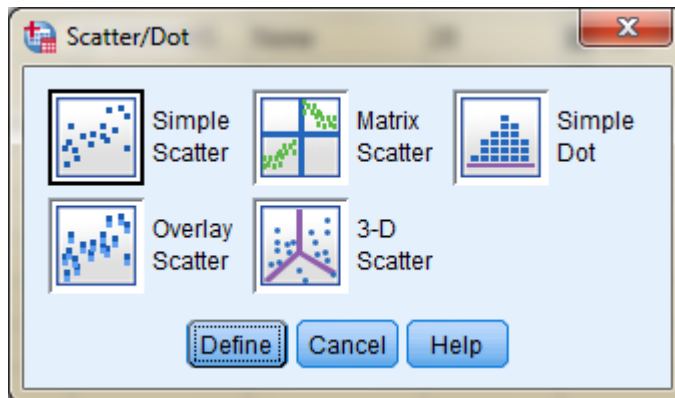 Scatter/Dot
Simple Scatter
Matrix Scatter
Simple Dot
Overlay Scatter
3-D Scatter
Define
Cancel
Help